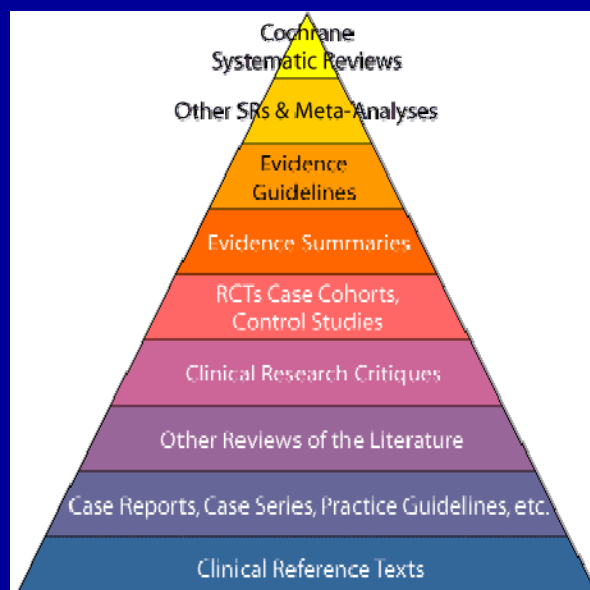 Cochrane
Systematic Reviews
Other SRs & Meta-Analyses
Evidence
Guidelines
Evidence Summaries
RCTs Case Cohorts,
Control Studies
Clinical Research Critiques
Other Reviews of the Literature
Case Reports, Case Series, Practice Guidelines, etc.
Clinical Reference Texts